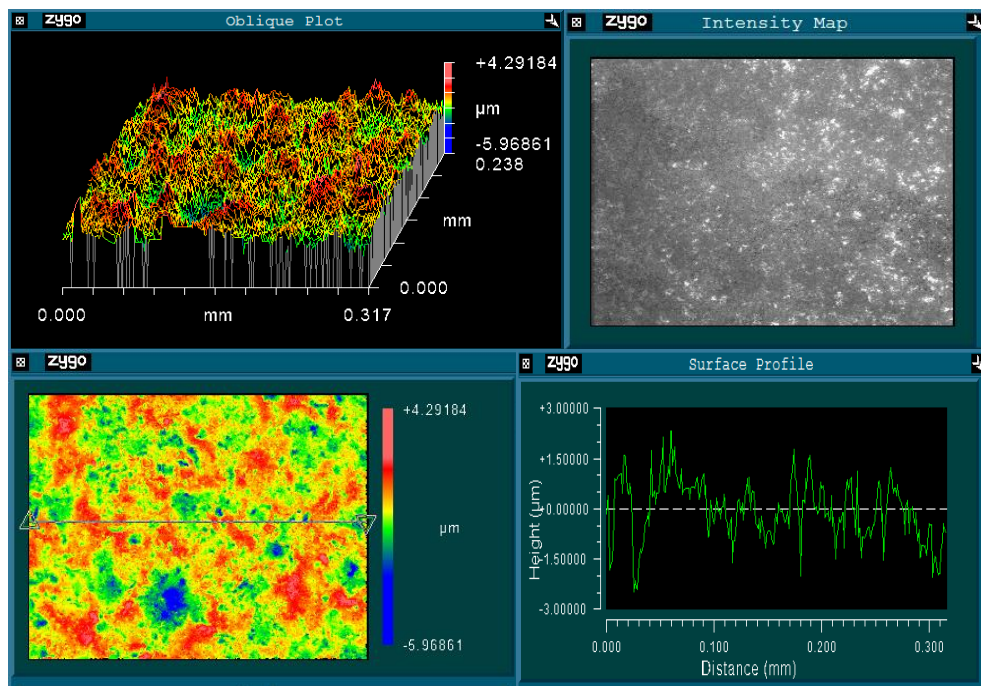 zygo Oblique Plot
+4.29184
µm
-5.96861
0.238
mm
0.000
0.000 mm 0.317
zygo Intensity Map
zygo
+4.29184
µm
-5.96861
zygo Surface Profile
Height (µm)
+3.00000
+1.50000
+0.00000
-1.50000
-3.00000
0.000 0.100 0.200 0.300
Distance (mm)